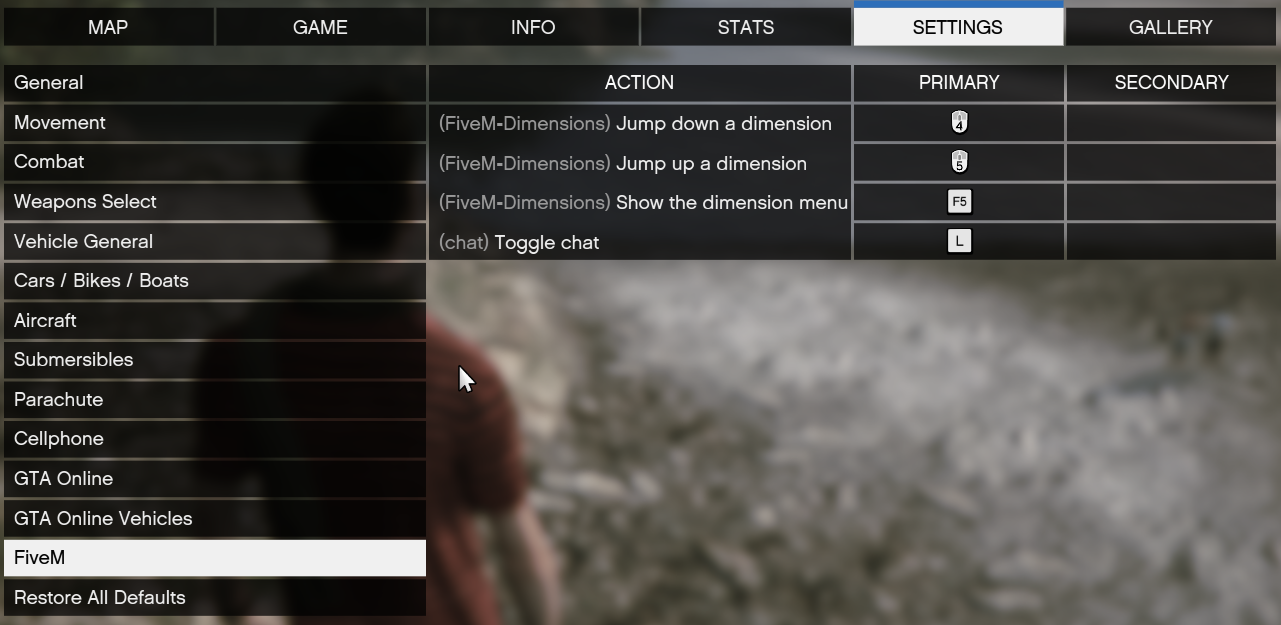 MAP GAME INFO STATS SETTINGS GALLERY
General
Movement
Combat
Weapons Select
Vehicle General
Cars / Bikes / Boats
Aircraft
Submersibles
Parachute
Cellphone
GTA Online
GTA Online Vehicles
FiveM
Restore All Defaults
ACTION PRIMARY SECONDARY
(FiveM-Dimensions) Jump down a dimension 4
(FiveM-Dimensions) Jump up a dimension 5
(FiveM-Dimensions) Show the dimension menu F5
(chat) Toggle chat L